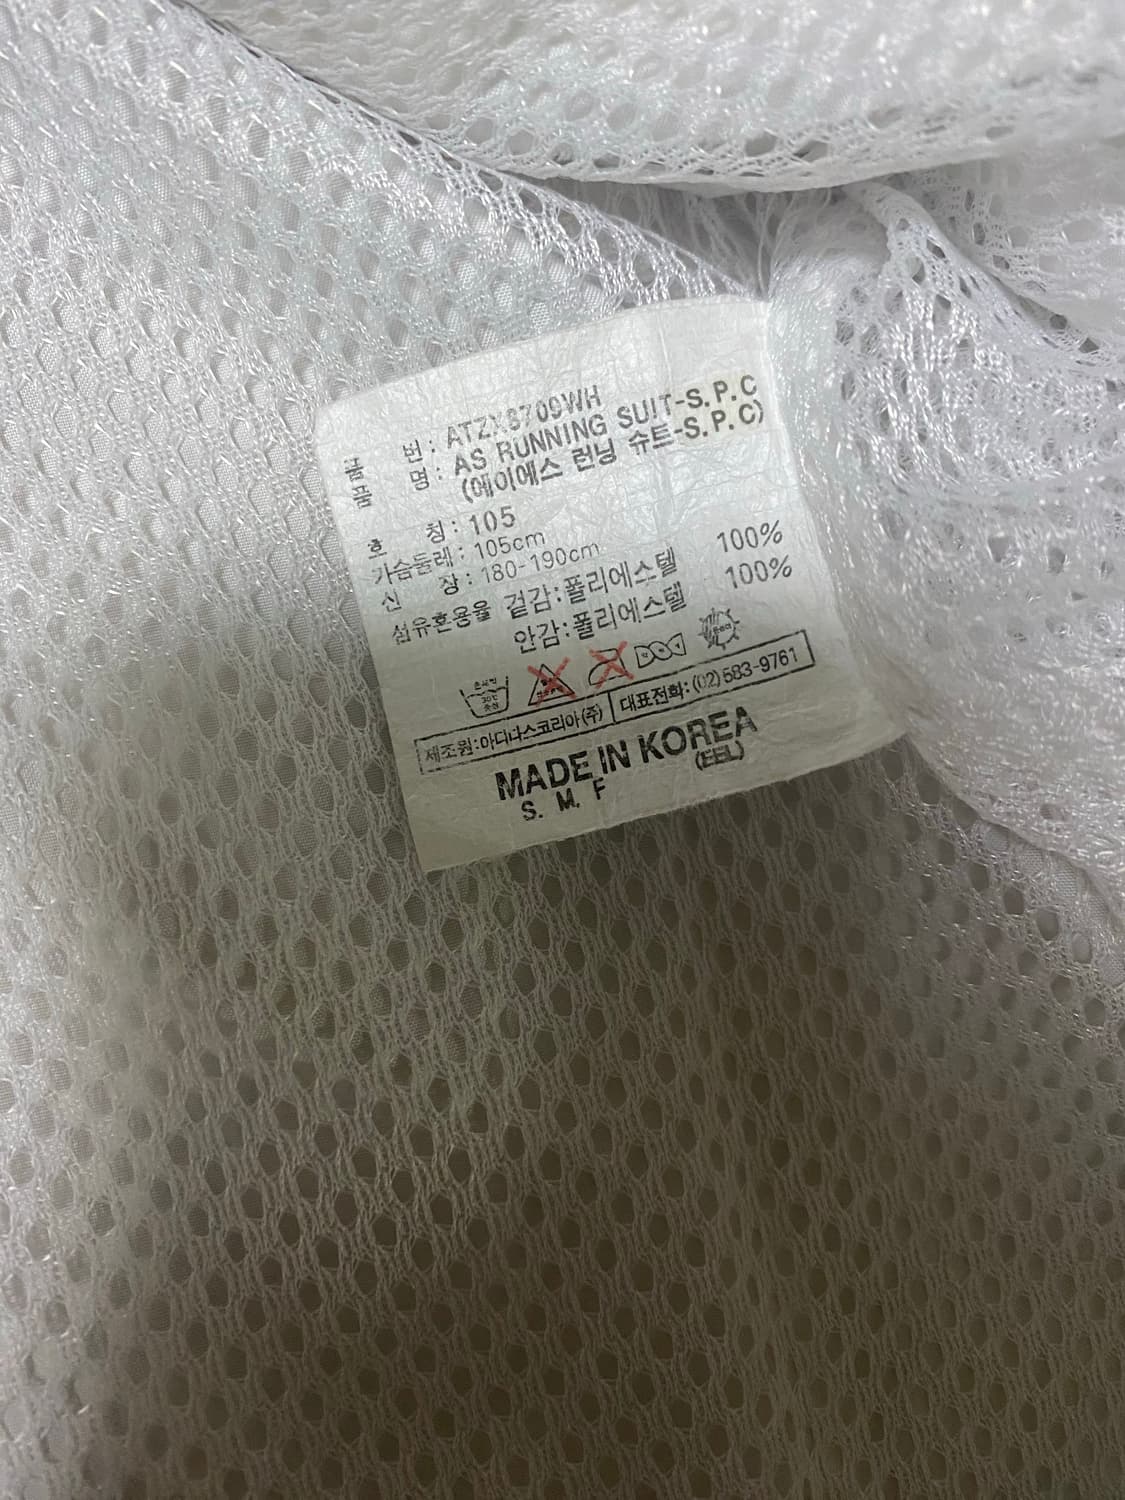 품 번 : ATZX8709WH
품 명 : AS RUNNING SUIT-S.P.C
(에이에스 런닝 슈트-S.P.C)
호 칭 : 105
가슴둘레 : 105cm
신 장 : 180-190cm
섬유혼용율 겉감:폴리에스텔 100%
안감:폴리에스텔 100%
30℃
제조원:아디다스코리아(주) 대표전화:(02)583-9761
MADE IN KOREA
S. M. F (EEL)